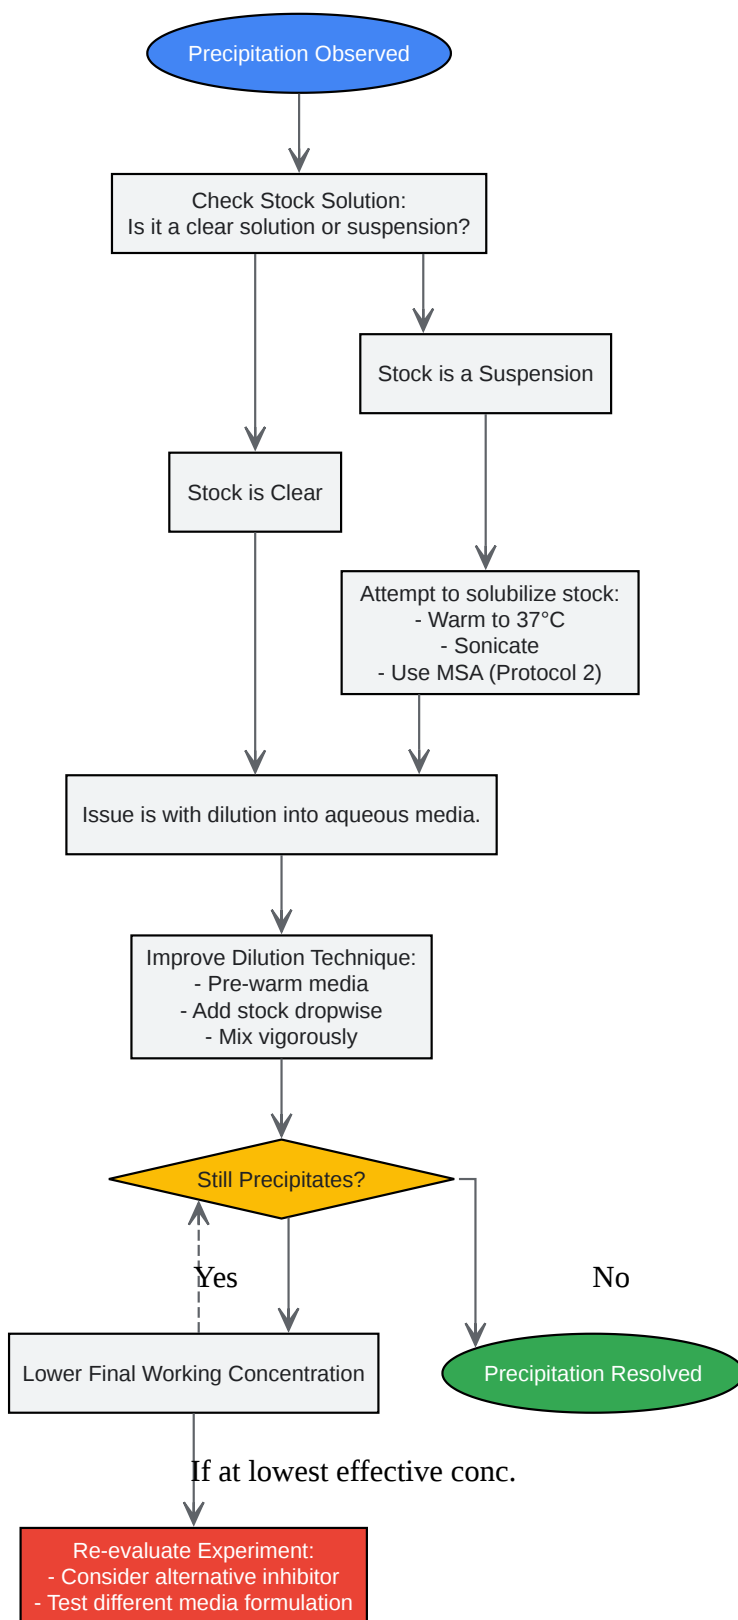 Precipitation Observed
Check Stock Solution:
Is it a clear solution or suspension?
Stock is a Suspension
Stock is Clear
Attempt to solubilize stock:
- Warm to 37°C
- Sonicate
- Use MSA (Protocol 2)
Issue is with dilution into aqueous media.
Improve Dilution Technique:
- Pre-warm media
- Add stock dropwise
- Mix vigorously
Still Precipitates?
Yes
No
Lower Final Working Concentration
Precipitation Resolved
If at lowest effective conc.
Re-evaluate Experiment:
- Consider alternative inhibitor
- Test different media formulation